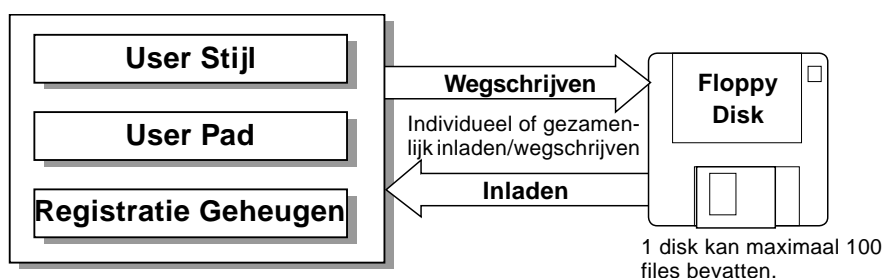 User Stijl
User Pad
Registratie Geheugen
Wegschrijven
Individueel of gezamen-
lijk inladen/wegschrijven
Inladen
Floppy
Disk
1 disk kan maximaal 100
files bevatten.